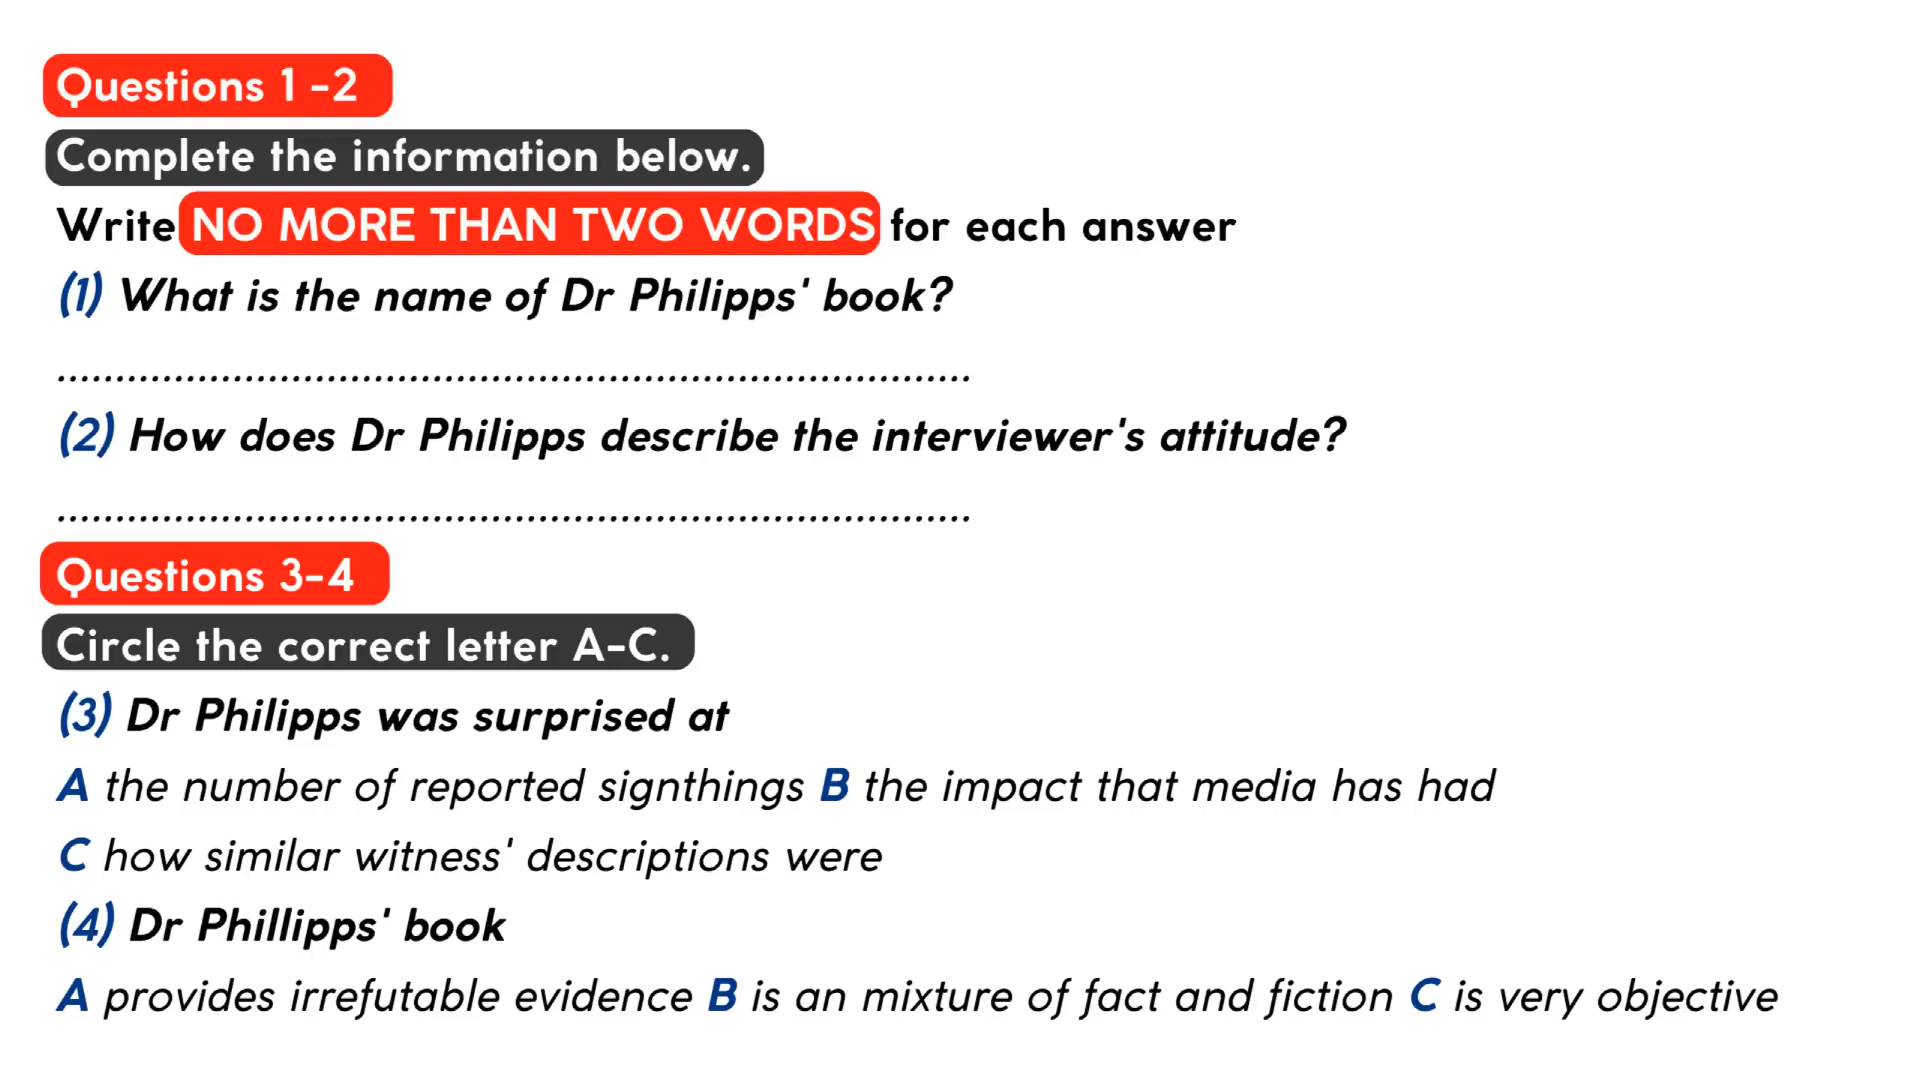 Questions 1 -2
Complete the information below.
Write NO MORE THAN TWO WORDS for each answer
(1) What is the name of Dr Philipps' book?
...............................................................................
(2) How does Dr Philipps describe the interviewer's attitude?
...............................................................................
Questions 3-4
Circle the correct letter A-C.
(3) Dr Philipps was surprised at
A the number of reported signthings B the impact that media has had
C how similar witness' descriptions were
(4) Dr Phillipps' book
A provides irrefutable evidence B is an mixture of fact and fiction C is very objective